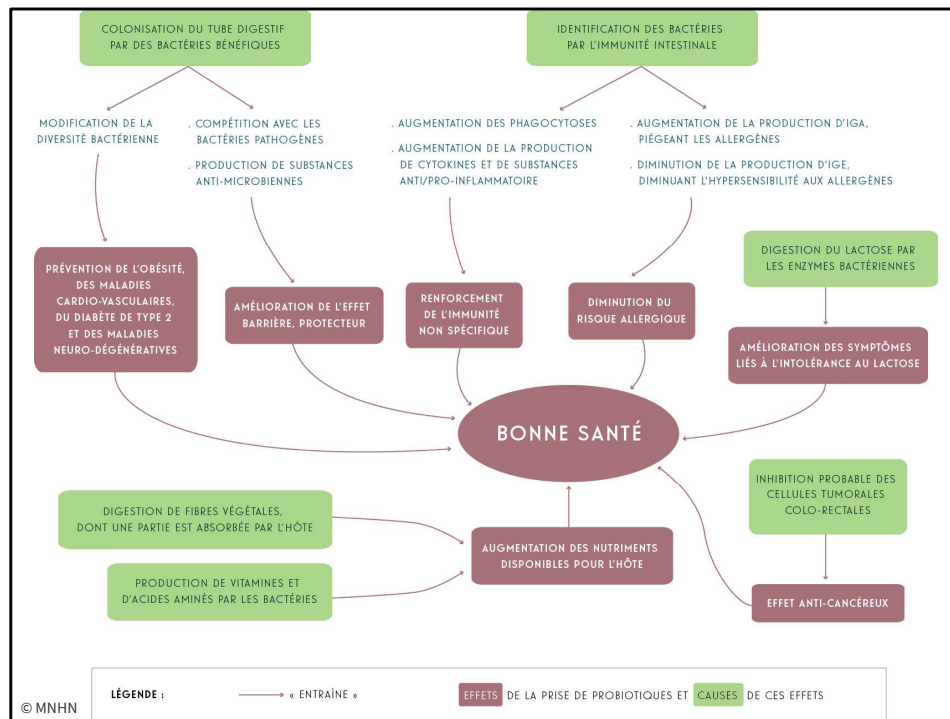 COLONISATION DU TUBE DIGESTIF
PAR DES BACTÉRIES BÉNÉFIQUES
IDENTIFICATION DES BACTÉRIES
PAR L'IMMUNITÉ INTESTINALE
MODIFICATION DE LA
DIVERSITÉ BACTÉRIENNE
. COMPÉTITION AVEC LES
BACTÉRIES PATHOGÈNES
. PRODUCTION DE SUBSTANCES
ANTI-MICROBIENNES
. AUGMENTATION DES PHAGOCYTOSES
. AUGMENTATION DE LA PRODUCTION
DE CYTOKINES ET DE SUBSTANCES
ANTI/PRO-INFLAMMATOIRE
. AUGMENTATION DE LA PRODUCTION D'IGA,
PIÉGEANT LES ALLERGÈNES
. DIMINUTION DE LA PRODUCTION D'IGE,
DIMINUANT L'HYPERSENSIBILITÉ AUX ALLERGÈNES
PRÉVENTION DE L'OBÉSITÉ,
DES MALADIES
CARDIO-VASCULAIRES,
DU DIABÈTE DE TYPE 2
ET DES MALADIES
NEURO-DÉGÉNÉRATIVES
AMÉLIORATION DE L'EFFET
BARRIÈRE, PROTECTEUR
RENFORCEMENT
DE L'IMMUNITÉ
NON SPÉCIFIQUE
DIMINUTION DU
RISQUE ALLERGIQUE
DIGESTION DU LACTOSE PAR
LES ENZYMES BACTÉRIENNES
AMÉLIORATION DES SYMPTÔMES
LIÉS À L'INTOLÉRANCE AU LACTOSE
BONNE SANTÉ
DIGESTION DE FIBRES VÉGÉTALES,
DONT UNE PARTIE EST ABSORBÉE PAR L'HÔTE
PRODUCTION DE VITAMINES ET
D'ACIDES AMINÉS PAR LES BACTÉRIES
AUGMENTATION DES NUTRIMENTS
DISPONIBLES POUR L'HÔTE
INHIBITION PROBABLE DES
CELLULES TUMORALES
COLO-RECTALES
EFFET ANTI-CANCÉREUX
LÉGENDE : « ENTRAÎNE » EFFETS DE LA PRISE DE PROBIOTIQUES ET CAUSES DE CES EFFETS
© MNHN